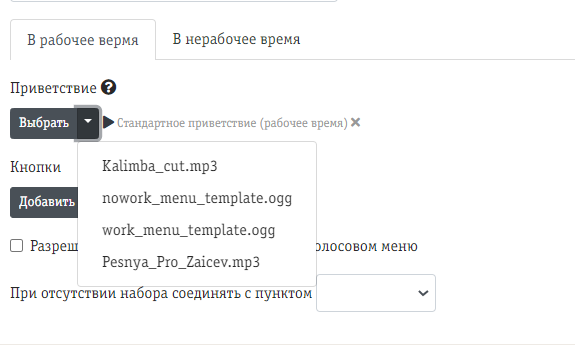 В рабочее вермя
В нерабочее время
Приветствие ?
Выбрать
Стандартное приветствие (рабочее время)
Kalimba_cut.mp3
nowork_menu_template.ogg
work_menu_template.ogg
Pesnya_Pro_Zaicev.mp3
Кнопки
Добавить
Разреш
олосовом меню
При отсутствии набора соединять с пунктом